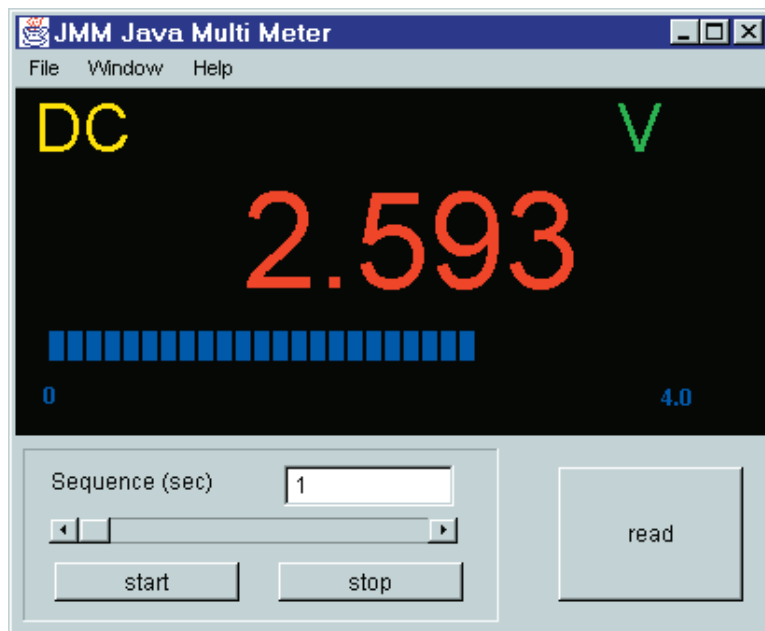 JMM Java Multi Meter
File Window Help
DC V
2.593
0 4.0
Sequence (sec) 1
read
start stop